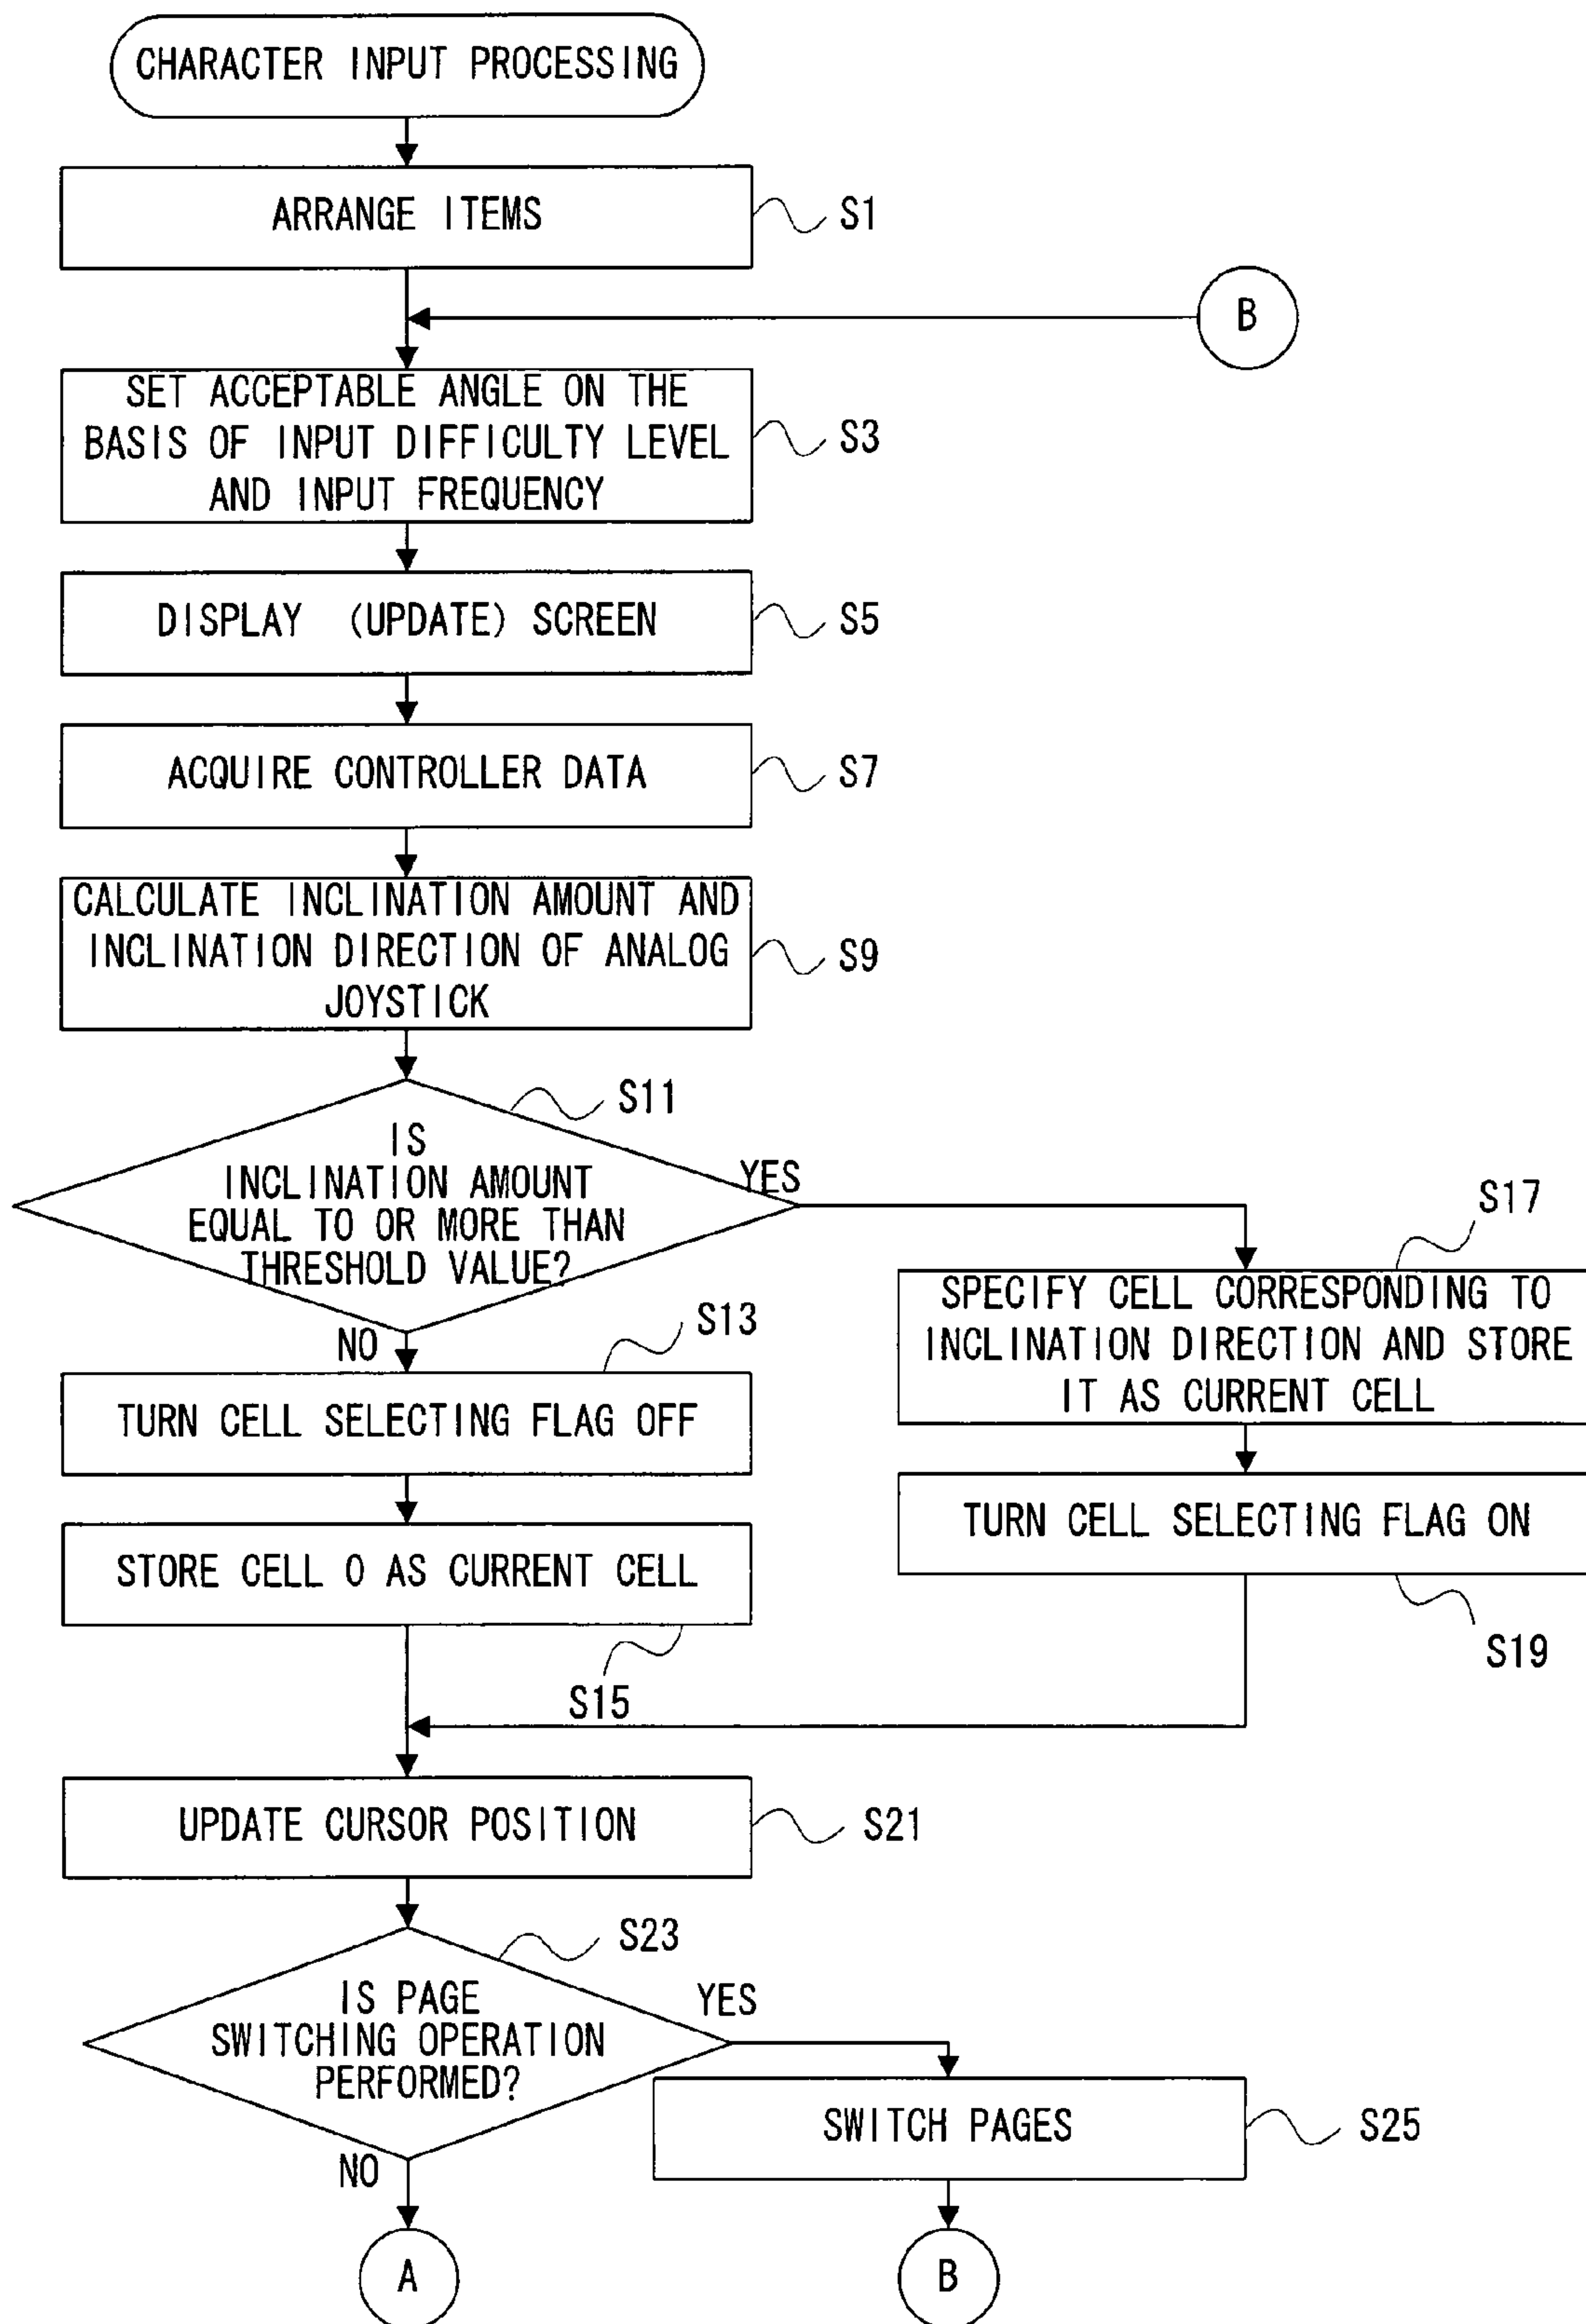 CHARACTER INPUT PROCESSING
ARRANGE ITEMS
S1
B
SET ACCEPTABLE ANGLE ON THE
BASIS OF INPUT DIFFICULTY LEVEL
AND INPUT FREQUENCY
S3
DISPLAY (UPDATE) SCREEN
S5
ACQUIRE CONTROLLER DATA
S7
CALCULATE INCLINATION AMOUNT AND
INCLINATION DIRECTION OF ANALOG
JOYSTICK
S9
S11
IS
INCLINATION AMOUNT
EQUAL TO OR MORE THAN
THRESHOLD VALUE?
YES
NO
S13
TURN CELL SELECTING FLAG OFF
STORE CELL 0 AS CURRENT CELL
S15
S17
SPECIFY CELL CORRESPONDING TO
INCLINATION DIRECTION AND STORE
IT AS CURRENT CELL
TURN CELL SELECTING FLAG ON
S19
UPDATE CURSOR POSITION
S21
S23
IS PAGE
SWITCHING OPERATION
PERFORMED?
YES
SWITCH PAGES
S25
NO
A
B